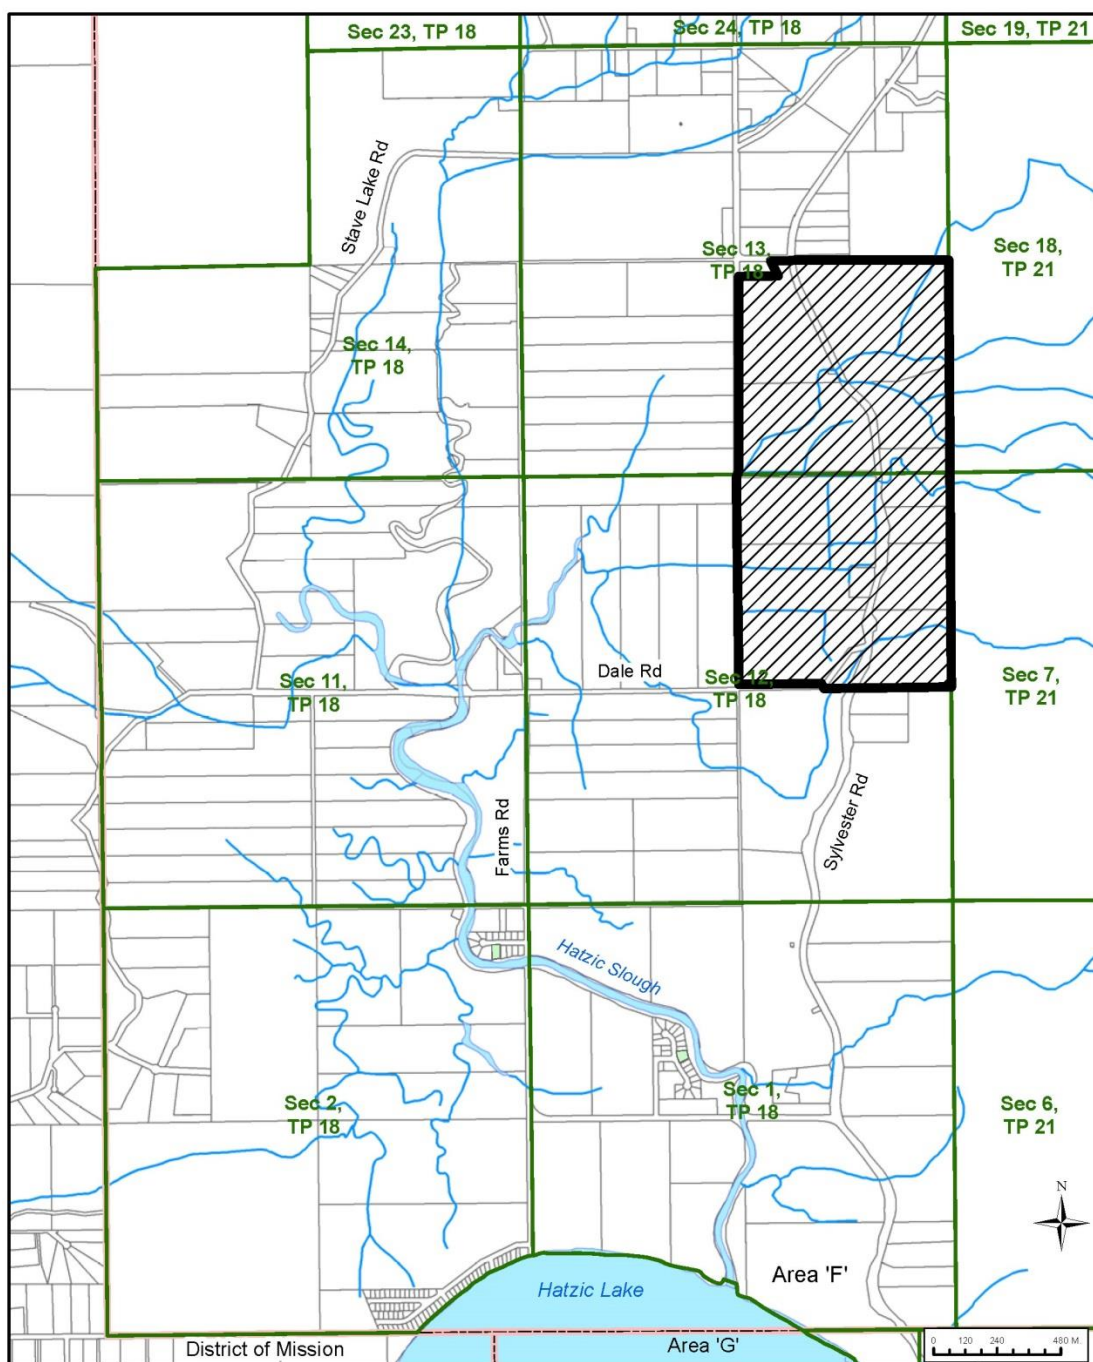 Sec 23, TP 18
Sec 24, TP 18
Sec 19, TP 21
Stave Lake Rd
Sec 13,
TP 18
Sec 18,
TP 21
Sec 14,
TP 18
Dale Rd
Sec 11,
TP 18
Sec 12,
TP 18
Sec 7,
TP 21
Farms Rd
Sylvester Rd
Hatzic Slough
Sec 2,
TP 18
Sec 1,
TP 18
Sec 6,
TP 21
N
Area 'F'
Hatzic Lake
District of Mission
Area 'G'
0 120 240 480 M.